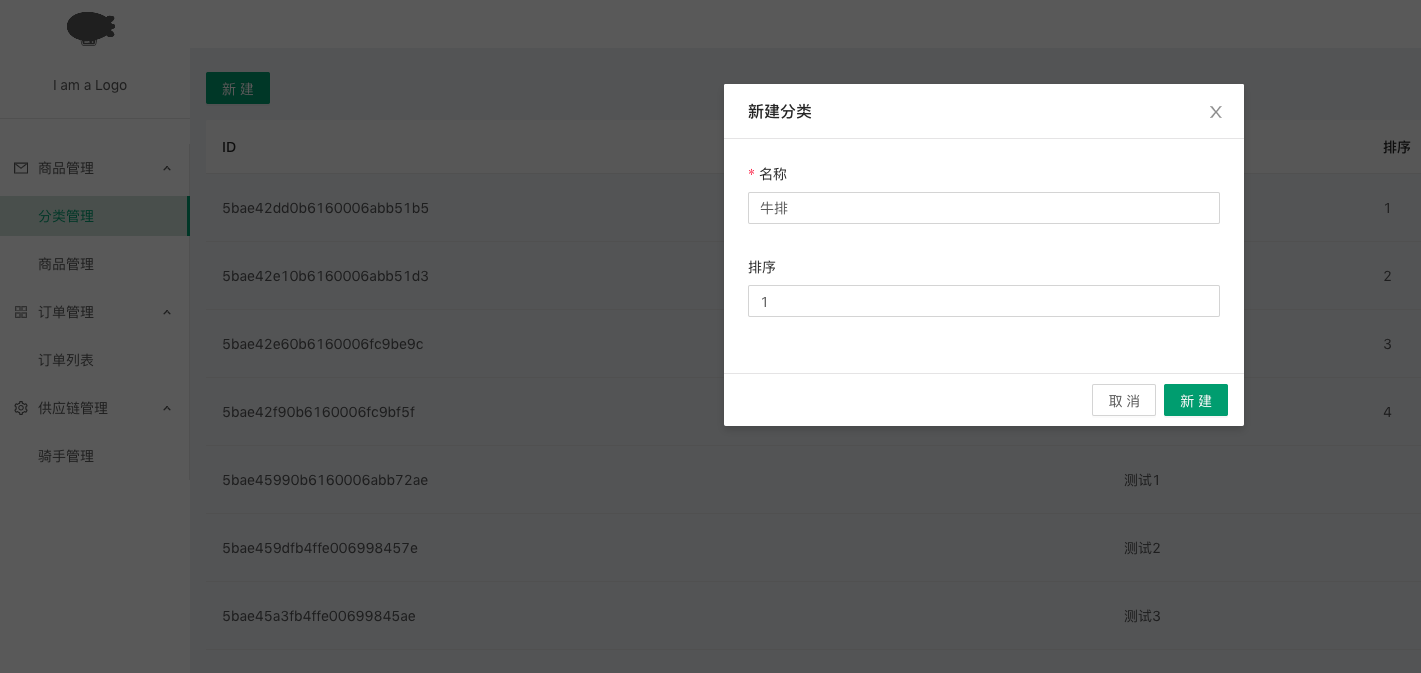 I am a Logo
商品管理
分类管理
商品管理
订单管理
订单列表
供应链管理
骑手管理
新 建
ID
排序
5bae42dd0b6160006abb51b5
1
5bae42e10b6160006abb51d3
2
5bae42e60b6160006fc9be9c
3
5bae42f90b6160006fc9bf5f
4
5bae45990b6160006abb72ae
测试1
5bae459dfb4ffe006998457e
测试2
5bae45a3fb4ffe00699845ae
测试3
新建分类
* 名称
牛排
排序
1
取 消
新 建